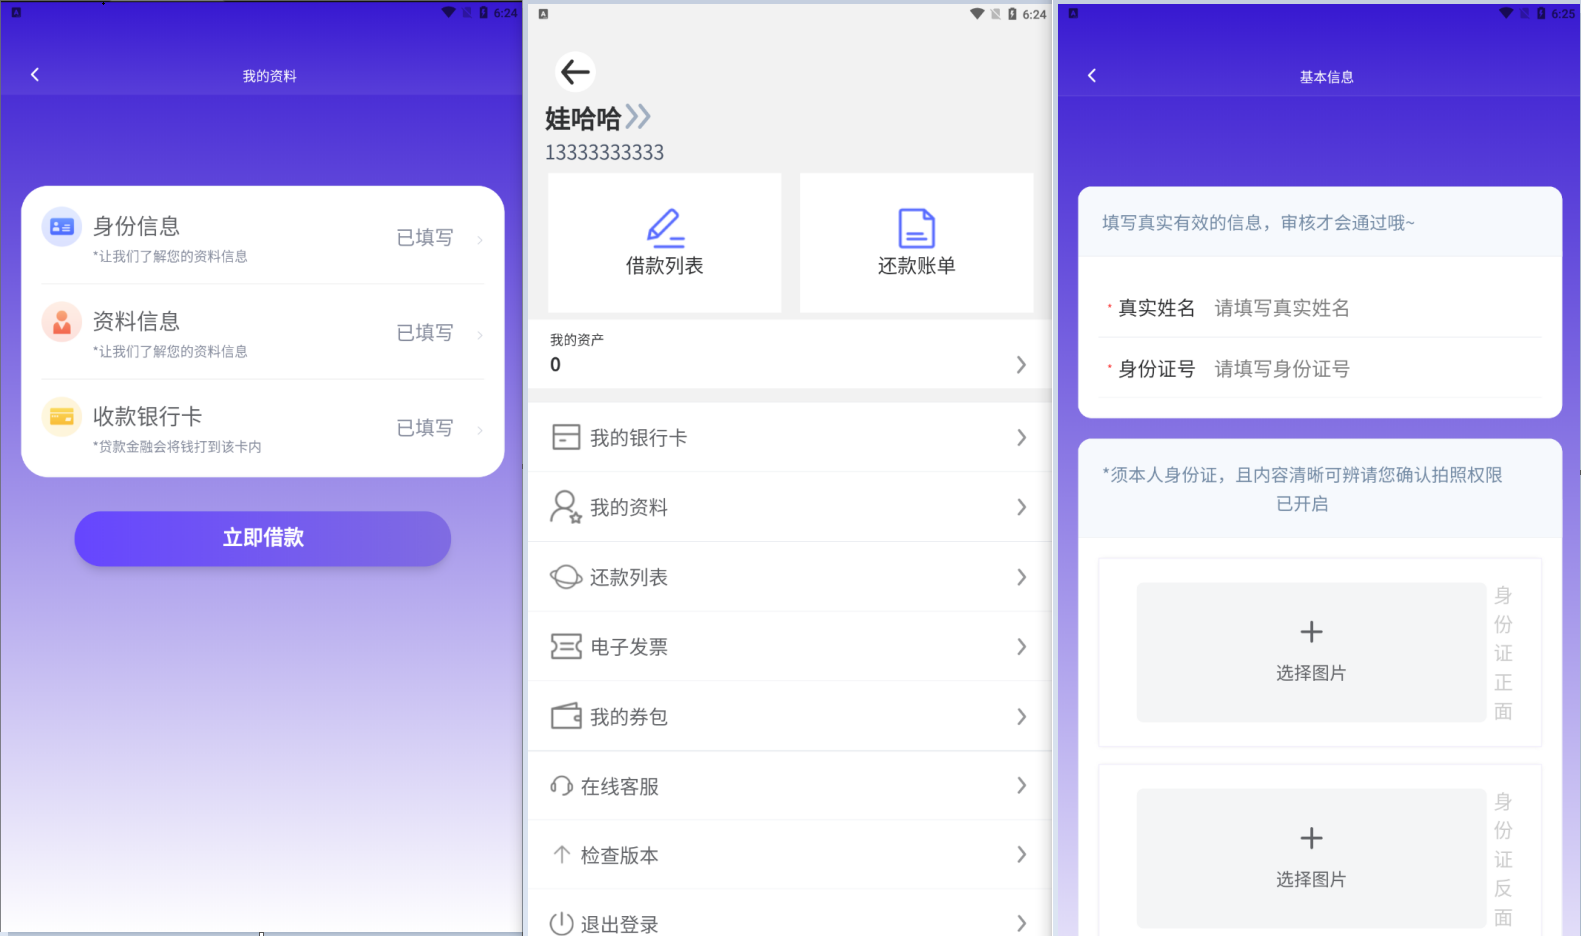 6:24
我的资料
身份信息
*让我们了解您的资料信息
已填写
资料信息
*让我们了解您的资料信息
已填写
收款银行卡
*贷款金融会将钱打到该卡内
已填写
立即借款
A
6:24
娃哈哈
13333333333
借款列表
还款账单
我的资产
0
我的银行卡
我的资料
还款列表
电子发票
我的券包
在线客服
检查版本
退出登录
6:25
基本信息
填写真实有效的信息，审核才会通过哦~
* 真实姓名 请填写真实姓名
* 身份证号 请填写身份证号
*须本人身份证，且内容清晰可辨请您确认拍照权限
已开启
选择图片
身份证正面
选择图片
身份证反面